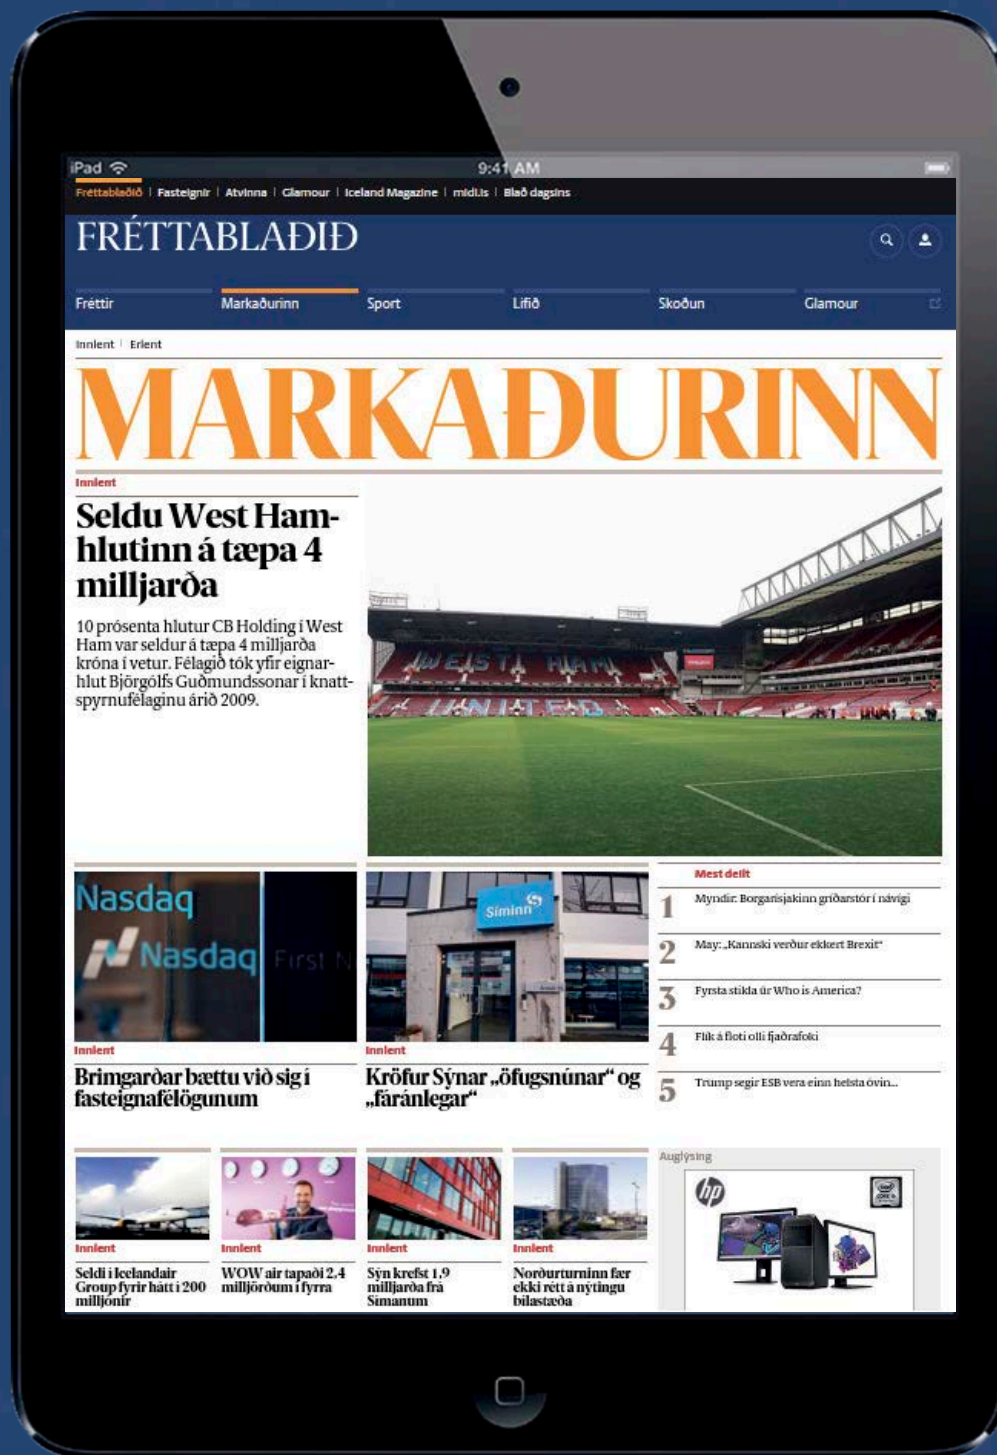 iPad
9:41 AM
Fréttablaðið | Fasteignir | Atvinna | Glamour | Iceland Magazine | midi.is | Blað dagsins
FRÉTTABLAÐIÐ
Fréttir Markaðurinn Sport Lífið Skoðun Glamour
Innlent | Erlent
MARKAÐURINN
Innlent
Seldu West Ham-
hlutinn á tæpa 4
milljarða
10 prósenta hlutur CB Holding í West
Ham var seldur á tæpa 4 milljarða
króna í vetur. Félagið tók yfir eignar-
hlut Björgólfs Guðmundssonar í knatt-
spyrnufélaginu árið 2009.
WEST HAM
UNITED
Nasdaq
Nasdaq First N
Innlent
Brimgarðar bættu við sig í
fasteignafélögunum
Síminn
Innlent
Kröfur Sýnar „öfugsnúnar“ og
„fáránlegar“
Mest deilt
1 Myndir: Borgarísjakinn gríðarstór í návígi
2 May: „Kannski verður ekkert Brexit“
3 Fyrsta stikla úr Who is America?
4 Flík á floti olli fjaðrafoki
5 Trump segir ESB vera einn helsta óvin...
Innlent
Seldi í Icelandair
Group fyrir hátt í 200
milljónir
Innlent
WOW air tapaði 2,4
milljörðum í fyrra
Innlent
Sýn krefst 1,9
milljarða frá
Símanum
Innlent
Norðurturninn fær
ekki rétt á nýtingu
bílastæða
Auglýsing
hp